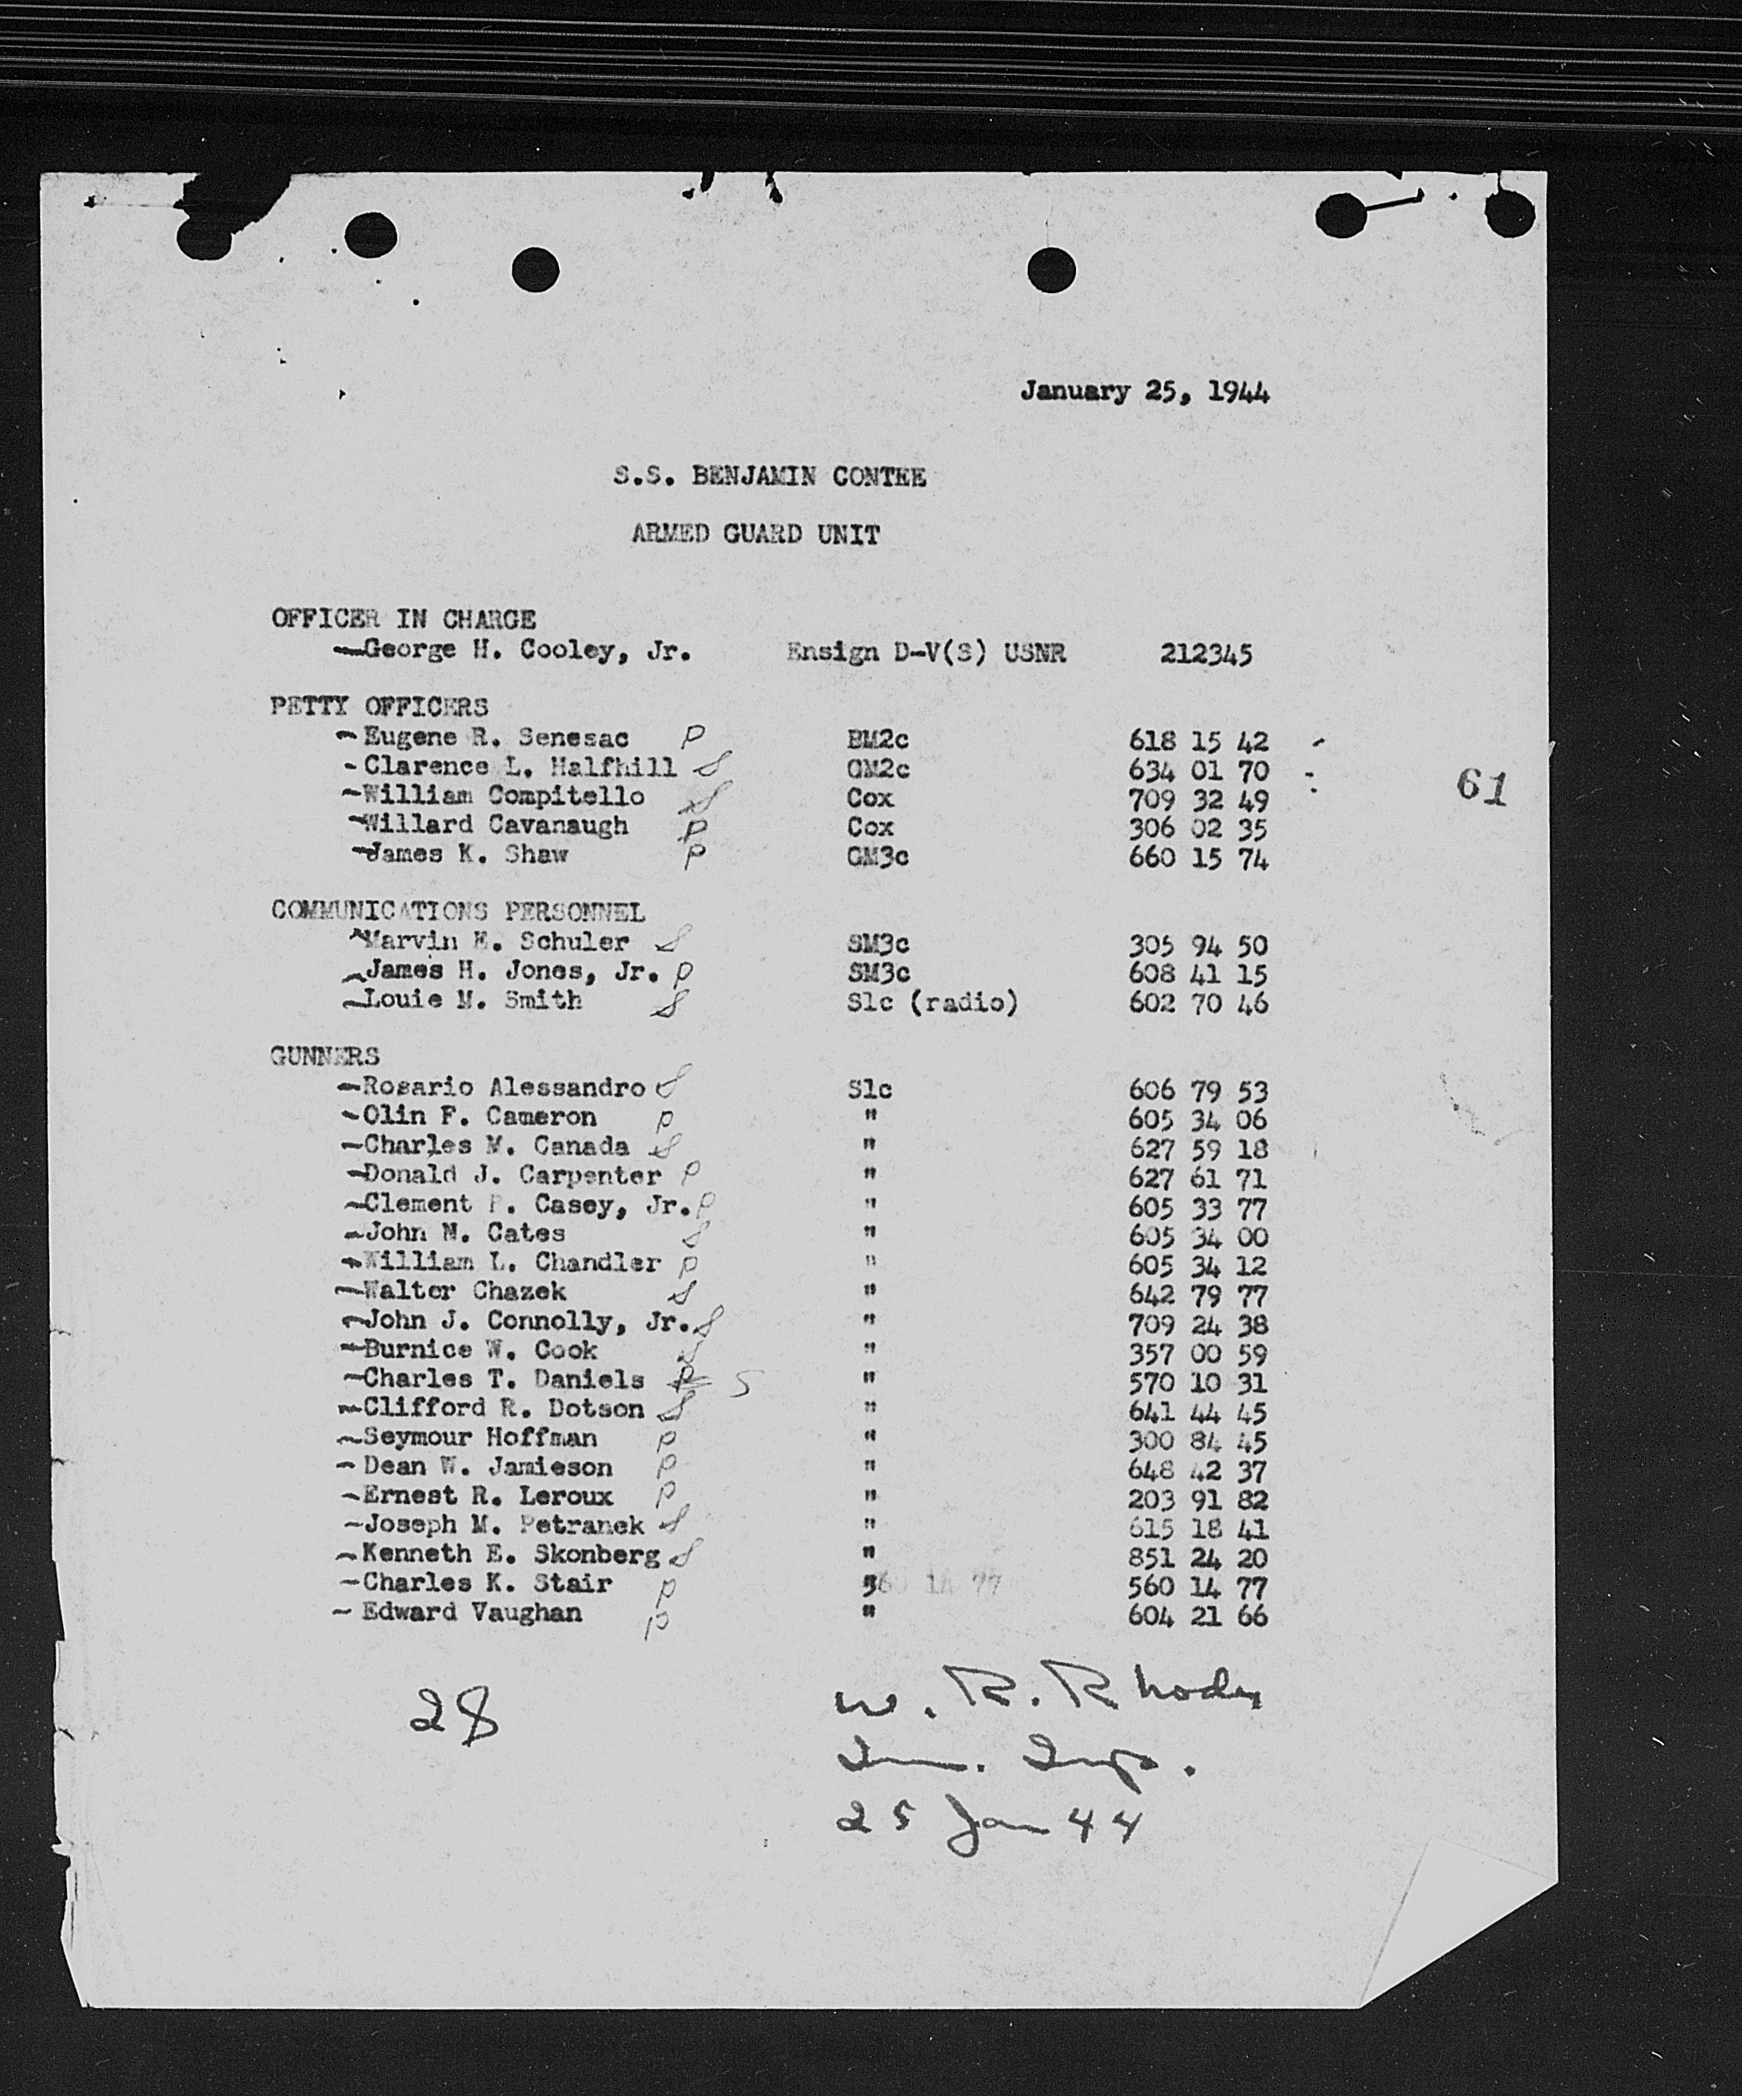 January 25, 1944
S.S. BENJAMIN CONTEE
ARMED GUARD UNIT
OFFICER IN CHARGE
—George H. Cooley, Jr. Ensign D-V(S) USNR 212345
PETTY OFFICERS
- Eugene R. Senesac P BM2c 618 15 42 -
- Clarence L. Halfhill S GM2c 634 01 70 -
- William Compitello S Cox 709 32 49 -
61
- Willard Cavanaugh P Cox 306 02 35
- James K. Shaw P GM3c 660 15 74
COMMUNICATIONS PERSONNEL
- Marvin E. Schuler S SM3c 305 94 50
- James H. Jones, Jr. P SM3c 608 41 15
- Louie M. Smith S S1c (radio) 602 70 46
GUNNERS
- Rosario Alessandro S S1c 606 79 53
- Olin F. Cameron P " 605 34 06
- Charles M. Canada S " 627 59 18
- Donald J. Carpenter P " 627 61 71
- Clement P. Casey, Jr. P " 605 33 77
- John N. Cates S " 605 34 00
- William L. Chandler P " 605 34 12
- Walter Chazek S " 642 79 77
- John J. Connolly, Jr. S " 709 24 38
- Burnice W. Cook S " 357 00 59
- Charles T. Daniels P S " 570 10 31
- Clifford R. Dotson S " 641 44 45
- Seymour Hoffman P " 300 84 45
- Dean W. Jamieson P " 648 42 37
- Ernest R. Leroux P " 203 91 82
- Joseph M. Petranek S " 615 18 41
- Kenneth E. Skonberg S " 851 24 20
- Charles K. Stair P " 560 14 77
- Edward Vaughan P " 604 21 66
28
W. R. Rhodes
25 Jan 44